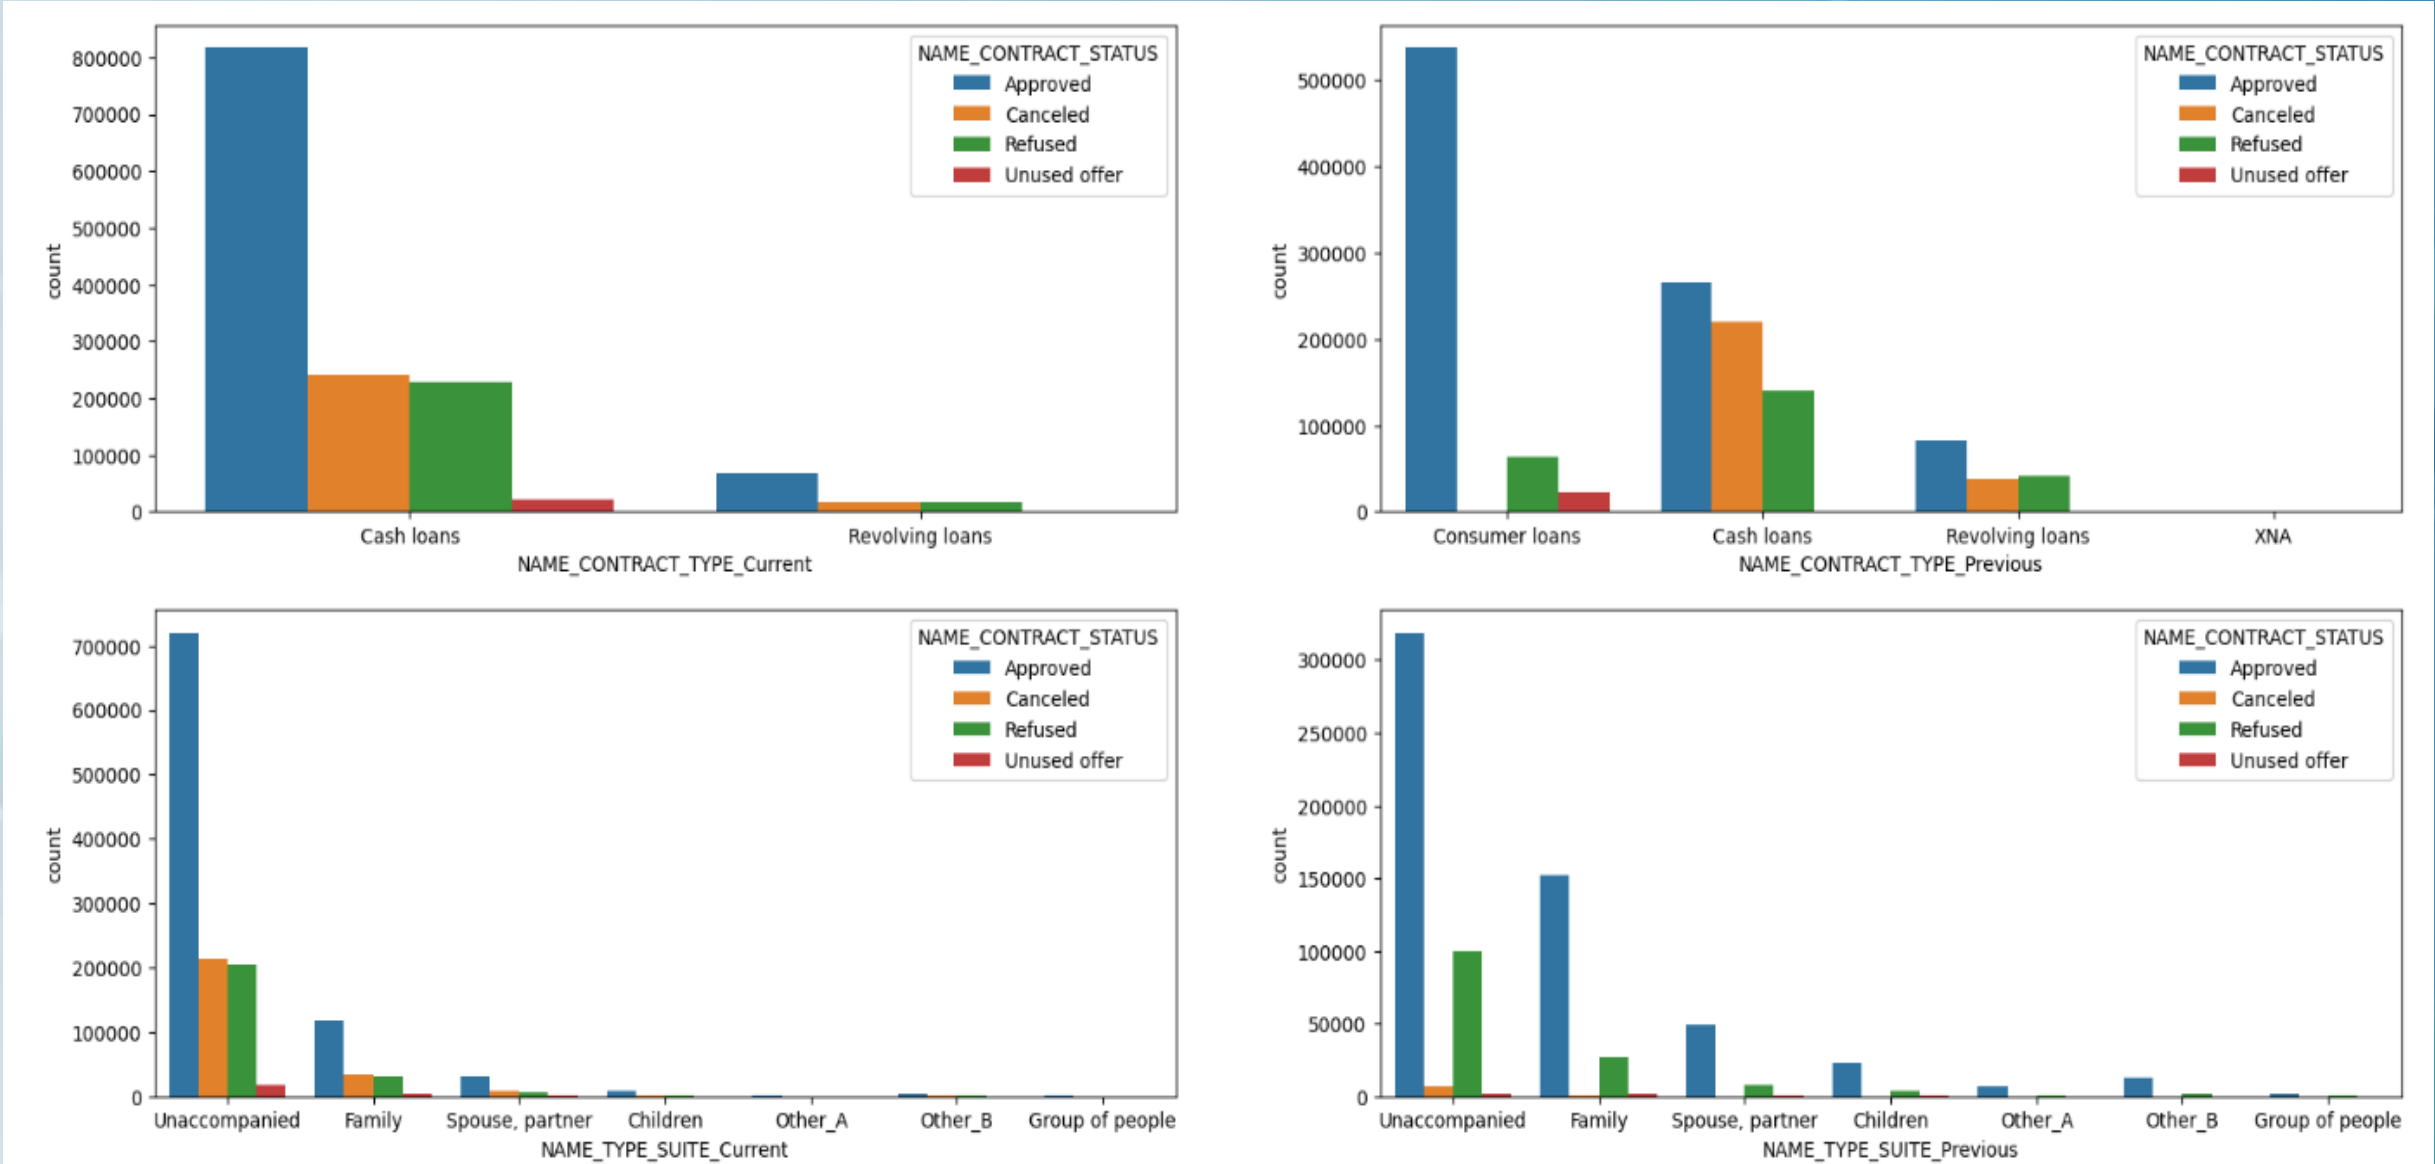 800000
700000
600000
500000
400000
300000
200000
100000
0
count
NAME_CONTRACT_STATUS
Approved
Canceled
Refused
Unused offer
Cash loans Revolving loans
NAME_CONTRACT_TYPE_Current
500000
400000
300000
200000
100000
0
count
NAME_CONTRACT_STATUS
Approved
Canceled
Refused
Unused offer
Consumer loans Cash loans Revolving loans XNA
NAME_CONTRACT_TYPE_Previous
700000
600000
500000
400000
300000
200000
100000
0
count
NAME_CONTRACT_STATUS
Approved
Canceled
Refused
Unused offer
Unaccompanied Family Spouse, partner Children Other_A Other_B Group of people
NAME_TYPE_SUITE_Current
300000
250000
200000
150000
100000
50000
0
count
NAME_CONTRACT_STATUS
Approved
Canceled
Refused
Unused offer
Unaccompanied Family Spouse, partner Children Other_A Other_B Group of people
NAME_TYPE_SUITE_Previous